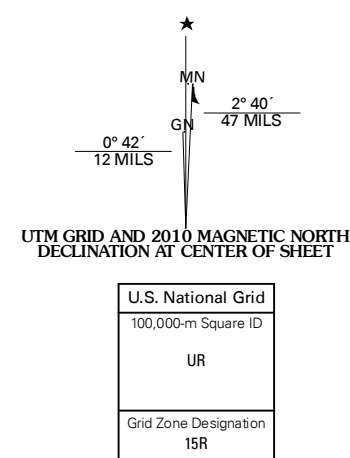 MN
2° 40´
47 MILS
GN
0° 42´
12 MILS
UTM GRID AND 2010 MAGNETIC NORTH
DECLINATION AT CENTER OF SHEET
U.S. National Grid
100,000-m Square ID
UR
Grid Zone Designation
15R